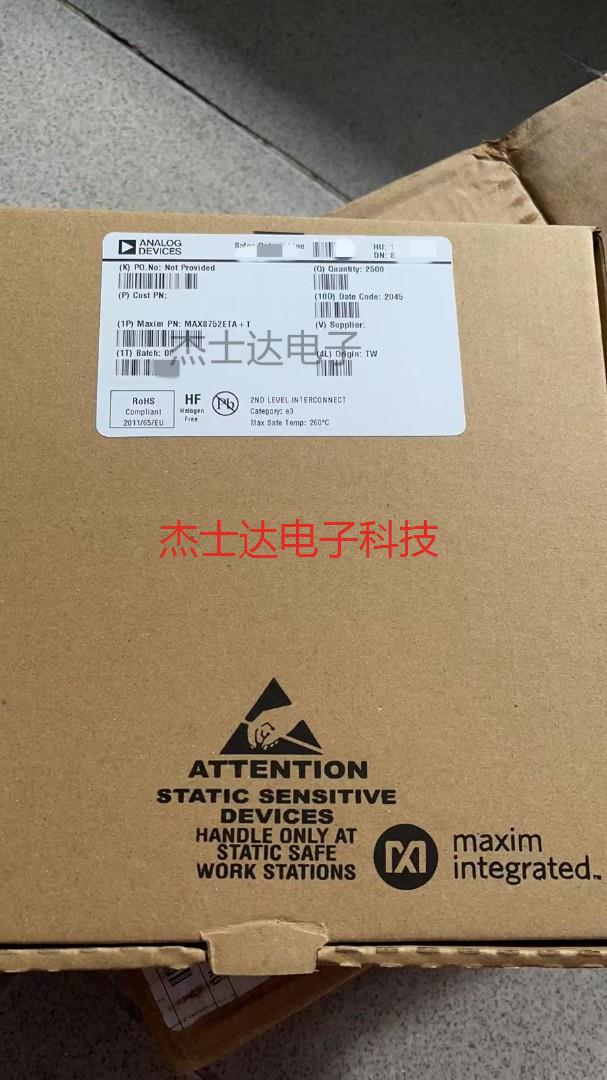 ANALOG
DEVICES
HU: 1
DN: 8
(K) PO.No: Not Provided
(Q) Quantity: 2500
(P) Cust PN:
(10D) Date Code: 2045
(1P) Maxim PN: MAX8752ETA+T
(V) Supplier:
杰士达电子
(1T) Batch: 0
(4L) Origin: TW
RoHS
Compliant
2011/65/EU
HF
Halogen
Free
Pb
2ND LEVEL INTERCONNECT
Category: e3
Max Safe Temp: 260°C
杰士达电子科技
ATTENTION
STATIC SENSITIVE
DEVICES
HANDLE ONLY AT
STATIC SAFE
WORK STATIONS
maxim
integrated™